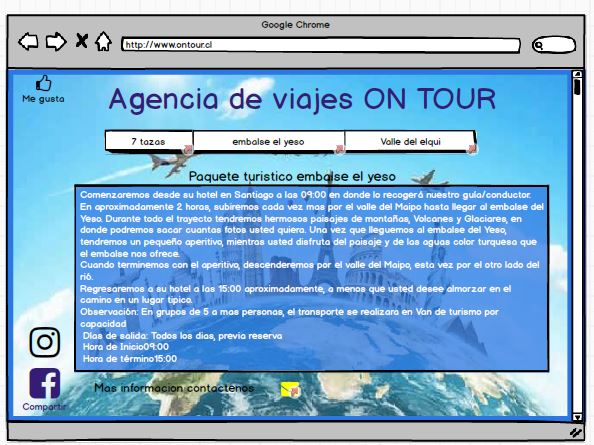 Google Chrome
http://www.ontour.cl
Me gusta
Agencia de viajes ON TOUR
7 tazas
embalse el yeso
Valle del elqui
Paquete turistico embalse el yeso
Comenzaremos desde su hotel en Santiago a las 09:00 en donde lo recogerá nuestro guía/conductor.
En aproximadamente 2 horas, subiremos cada vez mas por el valle del Maipo hasta llegar al embalse del
Yeso. Durante todo el trayecto tendremos hermosos paisajes de montañas, Volcanes y Glaciares, en
donde podremos sacar cuantas fotos usted quiera. Una vez que lleguemos al embalse del Yeso,
tendremos un pequeño aperitivo, mientras usted disfruta del paisaje y de las aguas color turquesa que
el embalse nos ofrece.
Cuando terminemos con el aperitivo, descenderemos por el valle del Maipo, esta vez por el otro lado del
rió.
Regresaremos a su hotel a las 15:00 aproximadamente, a menos que usted desee almorzar en el
camino en un lugar típico.
Observación: En grupos de 5 a mas personas, el transporte se realizara en Van de turismo por
capacidad
Días de salida: Todos los días, previa reserva
Hora de Inicio09:00
Hora de término15:00
Mas informacion contactenos
Compartir